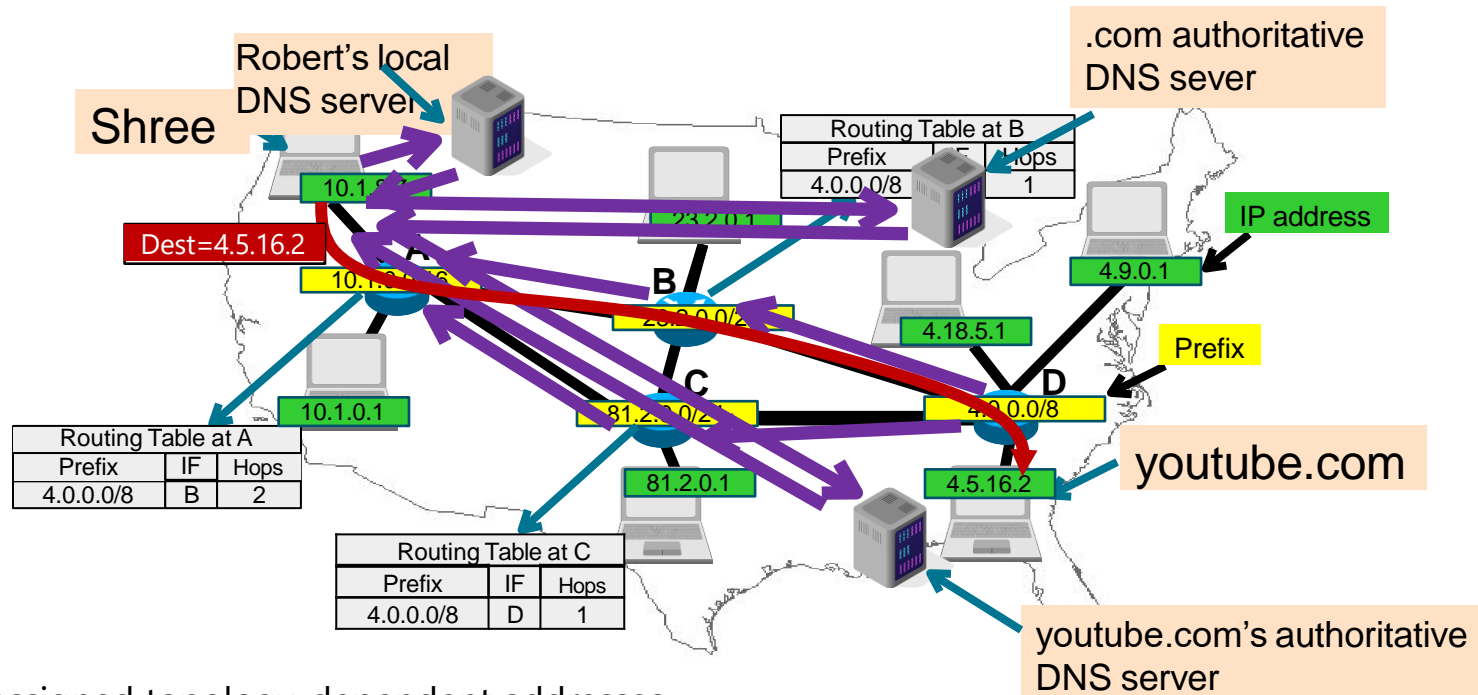 Robert's local
DNS server
.com authoritative
DNS sever
Shree
Routing Table at B
Prefix
Hops
4.0.0.0/8
1
23.2.0.1
IP address
Dest=4.5.16.2
A
4.9.0.1
B
4.18.5.1
Prefix
C
D
4.0.0.0/8
10.1.0.1
Routing Table at A
Prefix IF Hops
4.0.0.0/8 B 2
81.2.0.1
4.5.16.2
youtube.com
Routing Table at C
Prefix IF Hops
4.0.0.0/8 D 1
youtube.com's authoritative
DNS server